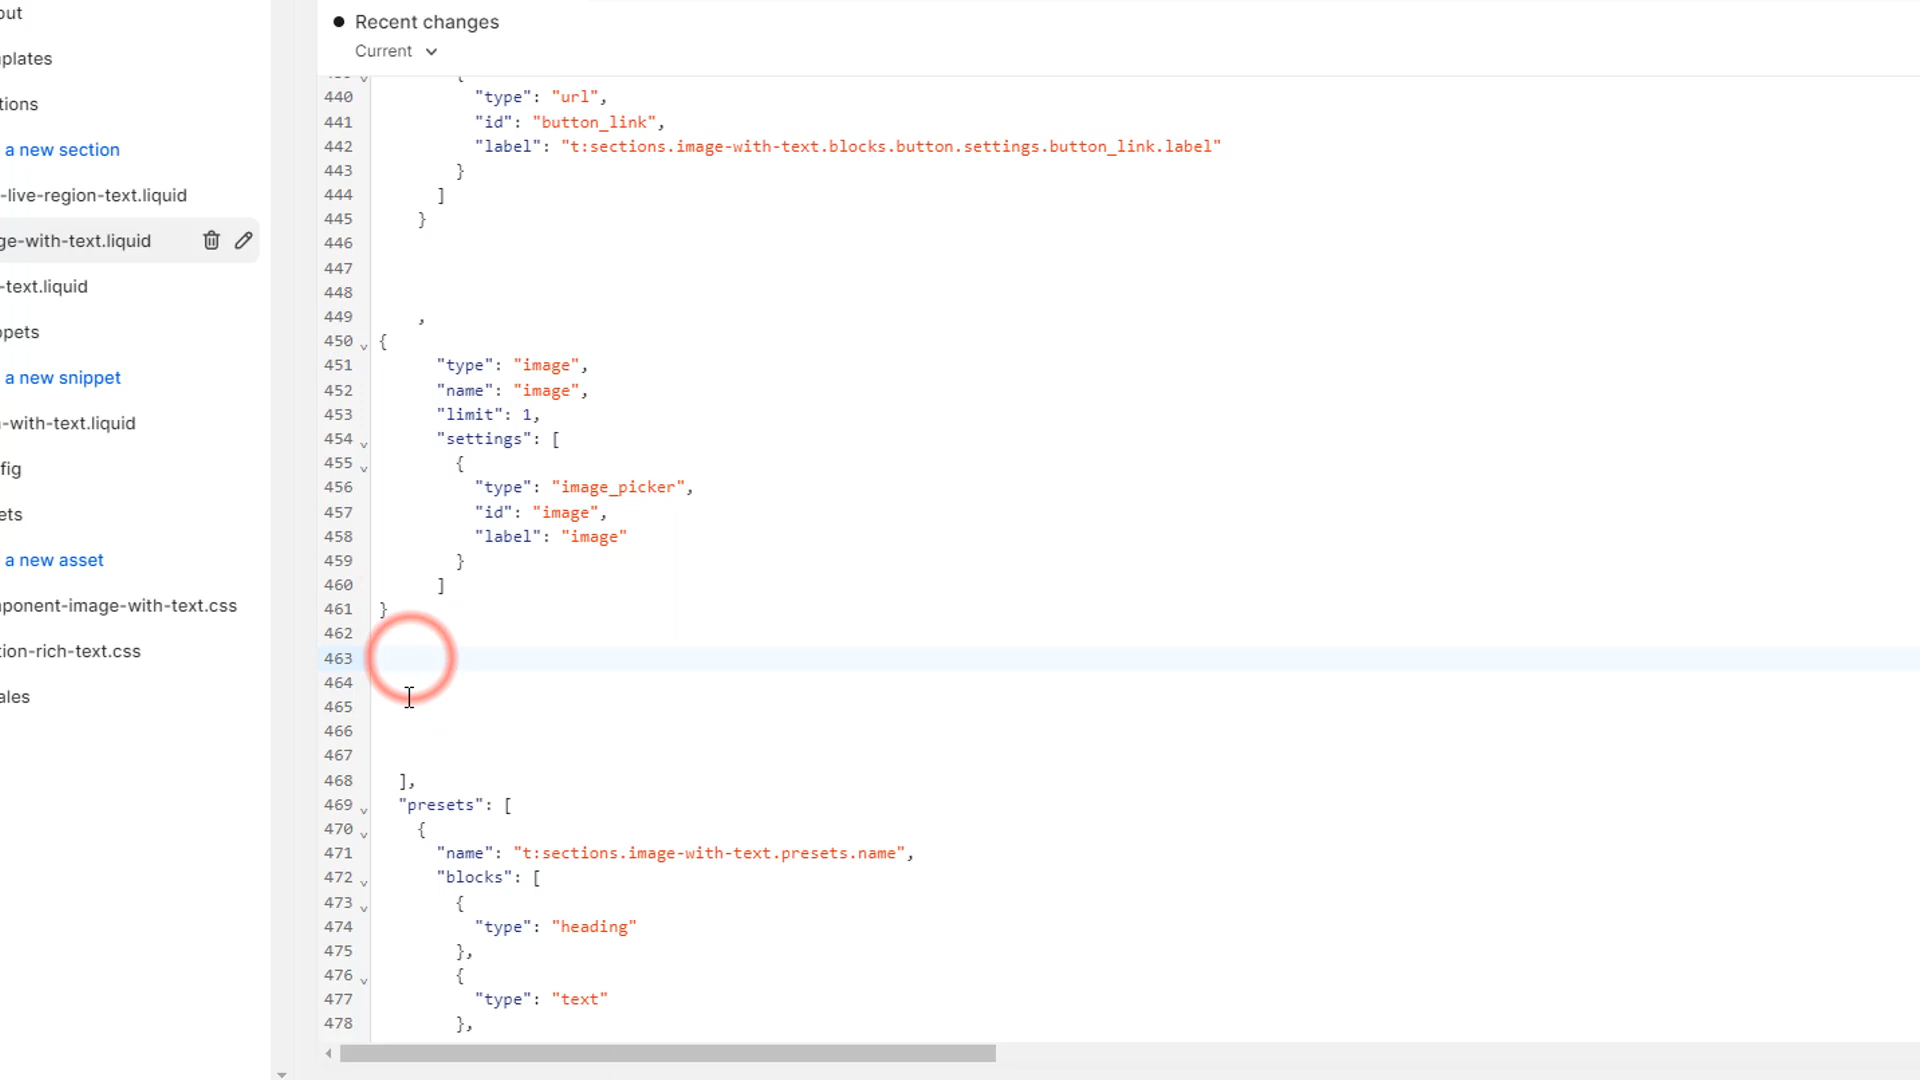 out
plates
tions
a new section
-live-region-text.liquid
ge-with-text.liquid
-text.liquid
pets
a new snippet
-with-text.liquid
fig
ets
a new asset
ponent-image-with-text.css
tion-rich-text.css
ales
Recent changes
Current
{
440 "type": "url",
441 "id": "button_link",
442 "label": "t:sections.image-with-text.blocks.button.settings.button_link.label"
443 }
444 ]
445 }
446
447
448
449 ,
450 {
451 "type": "image",
452 "name": "image",
453 "limit": 1,
454 "settings": [
455 {
456 "type": "image_picker",
457 "id": "image",
458 "label": "image"
459 }
460 ]
461 }
462
463
464
465
466
467
468 ],
469 "presets": [
470 {
471 "name": "t:sections.image-with-text.presets.name",
472 "blocks": [
473 {
474 "type": "heading"
475 },
476 {
477 "type": "text"
478 },